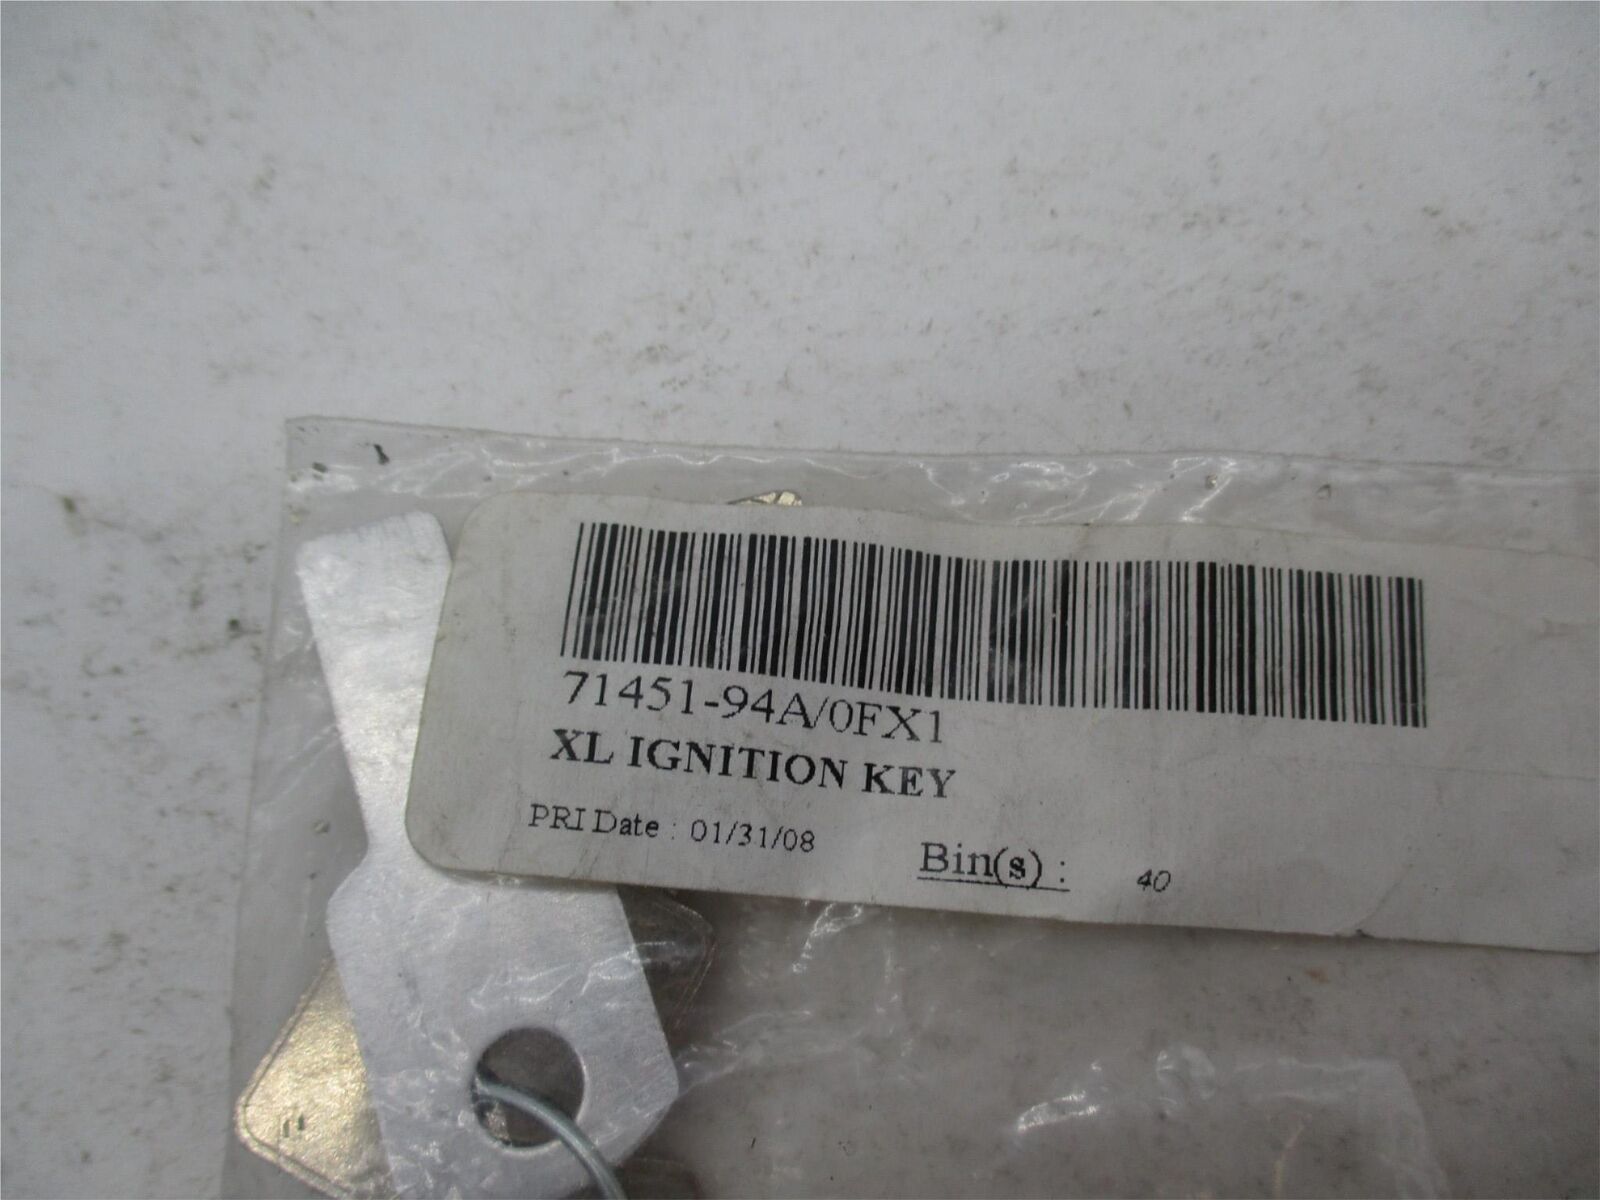 71451-94A/0FX1
XL IGNITION KEY
PRI Date : 01/31/08
Bin(s) : 40